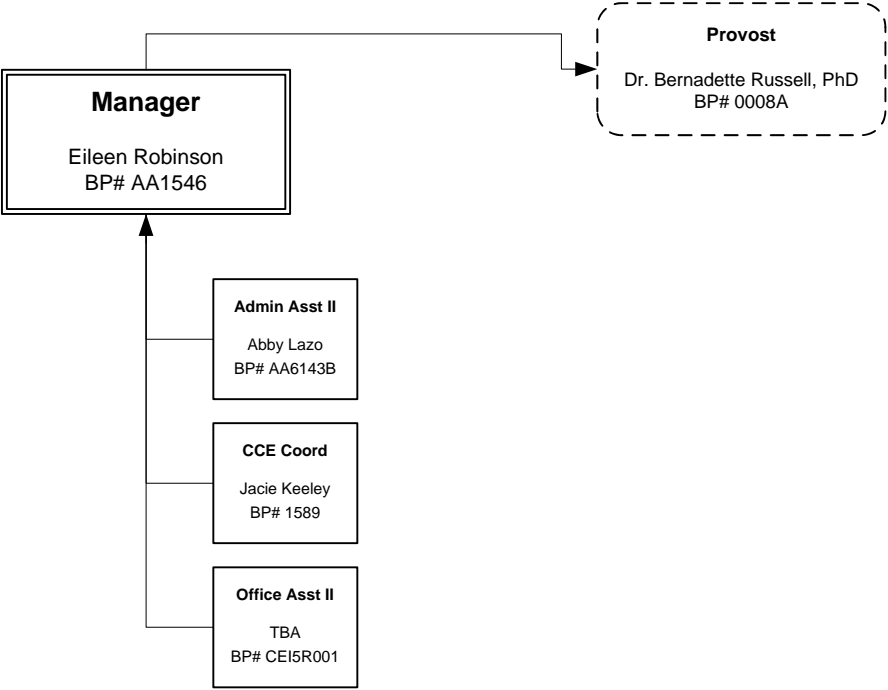 Provost
Dr. Bernadette Russell, PhD
BP# 0008A
Manager
Eileen Robinson
BP# AA1546
Admin Asst II
Abby Lazo
BP# AA6143B
CCE Coord
Jacie Keeley
BP# 1589
Office Asst II
TBA
BP# CEI5R001